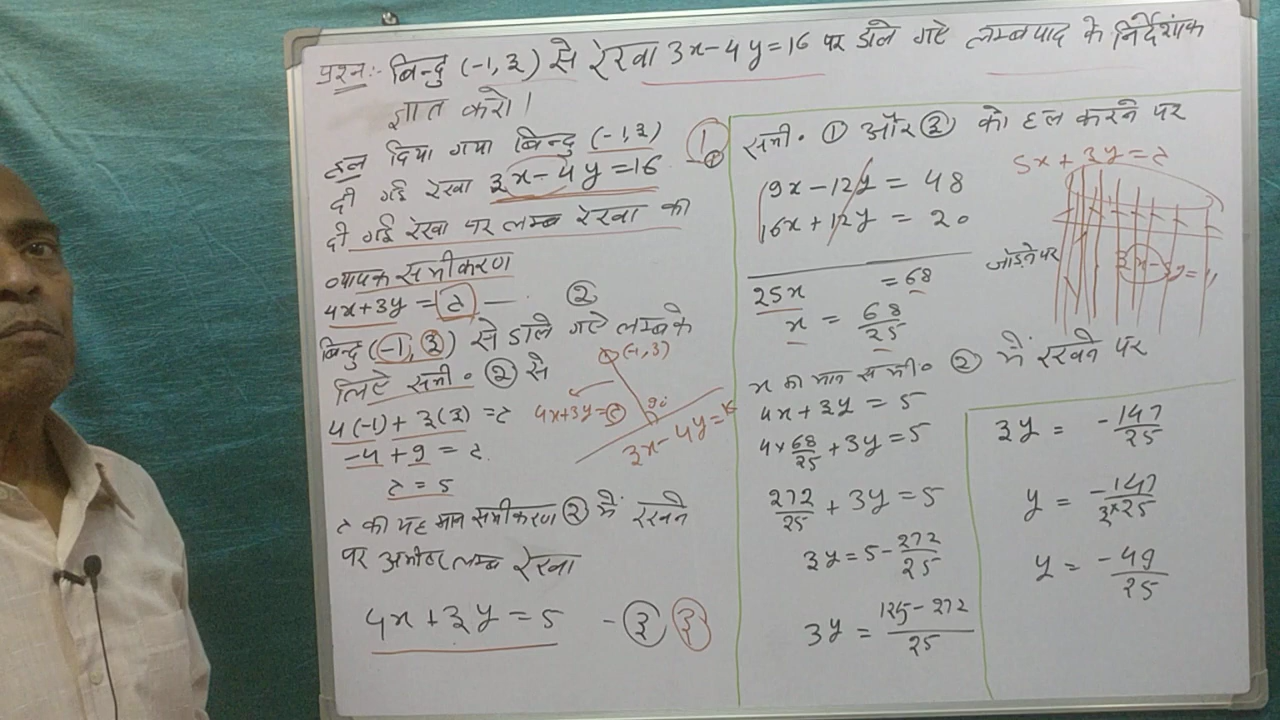 प्रश्न:- बिन्दु (-1, 3) से रेखा 3x-4y=16 पर डाले गए लम्बपाद के निर्देशांक
ज्ञात करो।
हल दिया गया बिन्दु (-1, 3)
दी गई रेखा 3x-4y=16 ①
दी गई रेखा पर लम्ब रेखा की
व्यापक समीकरण
4x+3y = λ — ②
बिन्दु (-1, 3) से डाले गए लम्ब के
लिए समी. ② से
4(-1) + 3(3) = λ
-4 + 9 = λ
λ = 5
λ का यह मान समीकरण ② में रखने
पर अभीष्ट लम्ब रेखा
4x+3y = 5 - ③ ③
(-1, 3)
4x+3y=λ
90
3x-4y=16
समी. ① और ③ को हल करने पर
9x-12y = 48
16x+12y = 20
जोड़ने पर
25x = 68
x = 68/25
x का मान समी. ② में रखने पर
4x+3y = 5
4×68/25 + 3y = 5
272/25 + 3y = 5
3y = 5 - 272/25
3y = 125-272/25
5x+3y=λ
3y = -147/25
y = -147/3×25
y = -49/25